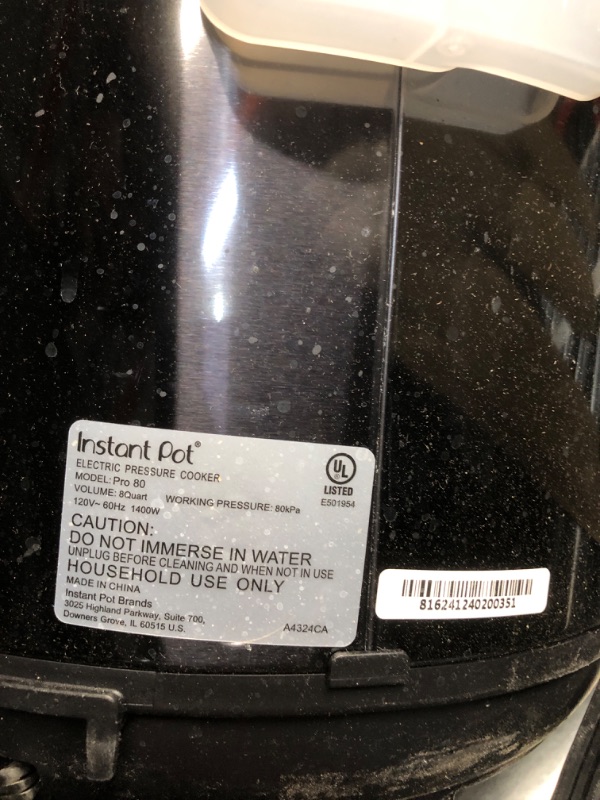 Instant Pot®
ELECTRIC PRESSURE COOKER
MODEL: Pro 80
VOLUME: 8Quart WORKING PRESSURE: 80kPa
120V~ 60Hz 1400W
UL
LISTED
E501954
CAUTION:
DO NOT IMMERSE IN WATER
UNPLUG BEFORE CLEANING AND WHEN NOT IN USE
HOUSEHOLD USE ONLY
MADE IN CHINA
Instant Pot Brands
3025 Highland Parkway, Suite 700,
Downers Grove, IL 60515 U.S.
A4324CA
816241240200351